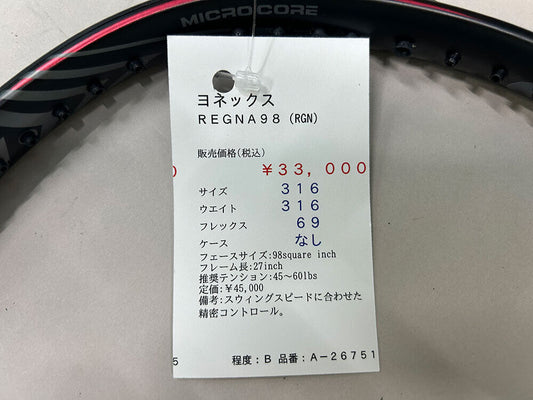 MICRO CORE
ヨネックス
REGNA98 (RGN)
販売価格(税込)
¥33,000
サイズ 316
ウエイト 316
フレックス 69
ケース なし
フェースサイズ:98square inch
フレーム長:27inch
推奨テンション:45〜60lbs
定価:¥45,000
備考:スウィングスピードに合わせた
精密コントロール。
程度:B 品番:A−26751